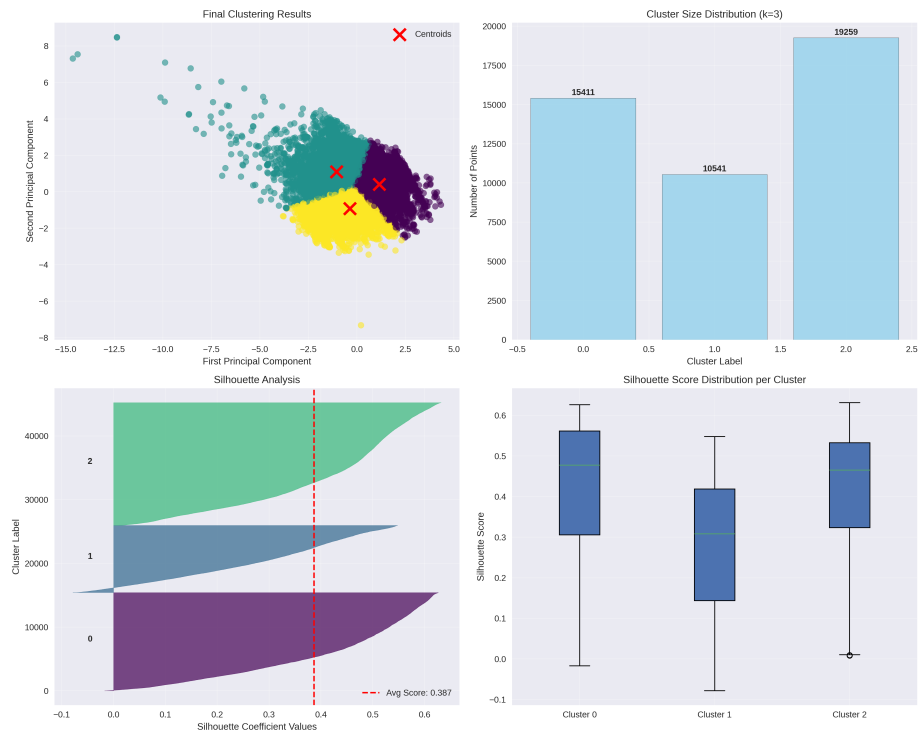 Final Clustering Results
Centroids
8
6
4
2
0
−2
−4
−6
−8
Second Principal Component
−15.0 −12.5 −10.0 −7.5 −5.0 −2.5 0.0 2.5 5.0
First Principal Component
Cluster Size Distribution (k=3)
20000
17500
15000
12500
10000
7500
5000
2500
0
Number of Points
15411
10541
19259
−0.5 0.0 0.5 1.0 1.5 2.0 2.5
Cluster Label
Silhouette Analysis
40000
30000
20000
10000
0
Cluster Label
2
1
0
Avg Score: 0.387
−0.1 0.0 0.1 0.2 0.3 0.4 0.5 0.6
Silhouette Coefficient Values
Silhouette Score Distribution per Cluster
0.6
0.5
0.4
0.3
0.2
0.1
0.0
−0.1
Silhouette Score
Cluster 0 Cluster 1 Cluster 2